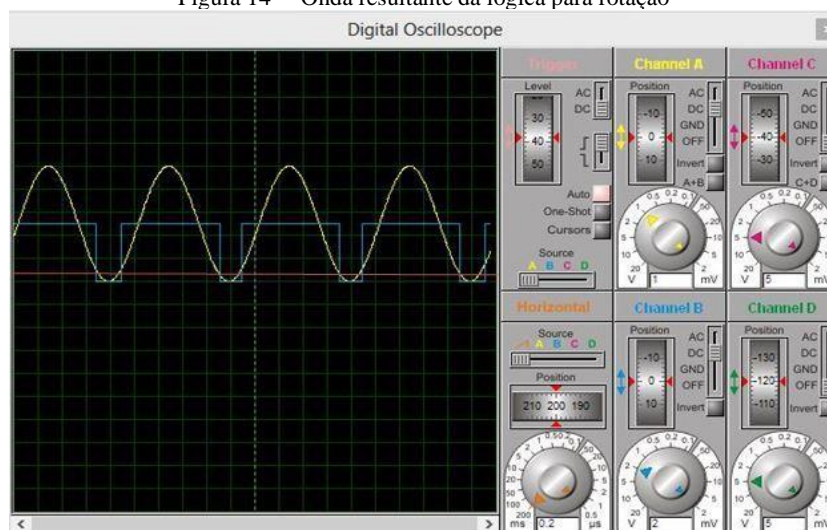 Figura 14 Onda resultante da lógica para rotação
Digital Oscilloscope
Trigger
Level
30
40
50
AC
DC
Auto
One-Shot
Cursors
Source
A B C D
Channel A
Position
-10
0
10
AC
DC
GND
OFF
Invert
A+B
V 1 mV
Channel C
Position
-50
-40
-30
AC
DC
GND
OFF
Invert
C+D
V 5 mV
Horizontal
Source
A B C D
Position
210 200 190
ms 0.2 µs
Channel B
Position
-10
0
10
AC
DC
GND
OFF
Invert
V 2 mV
Channel D
Position
-130
-120
-110
AC
DC
GND
OFF
Invert
V 5 mV